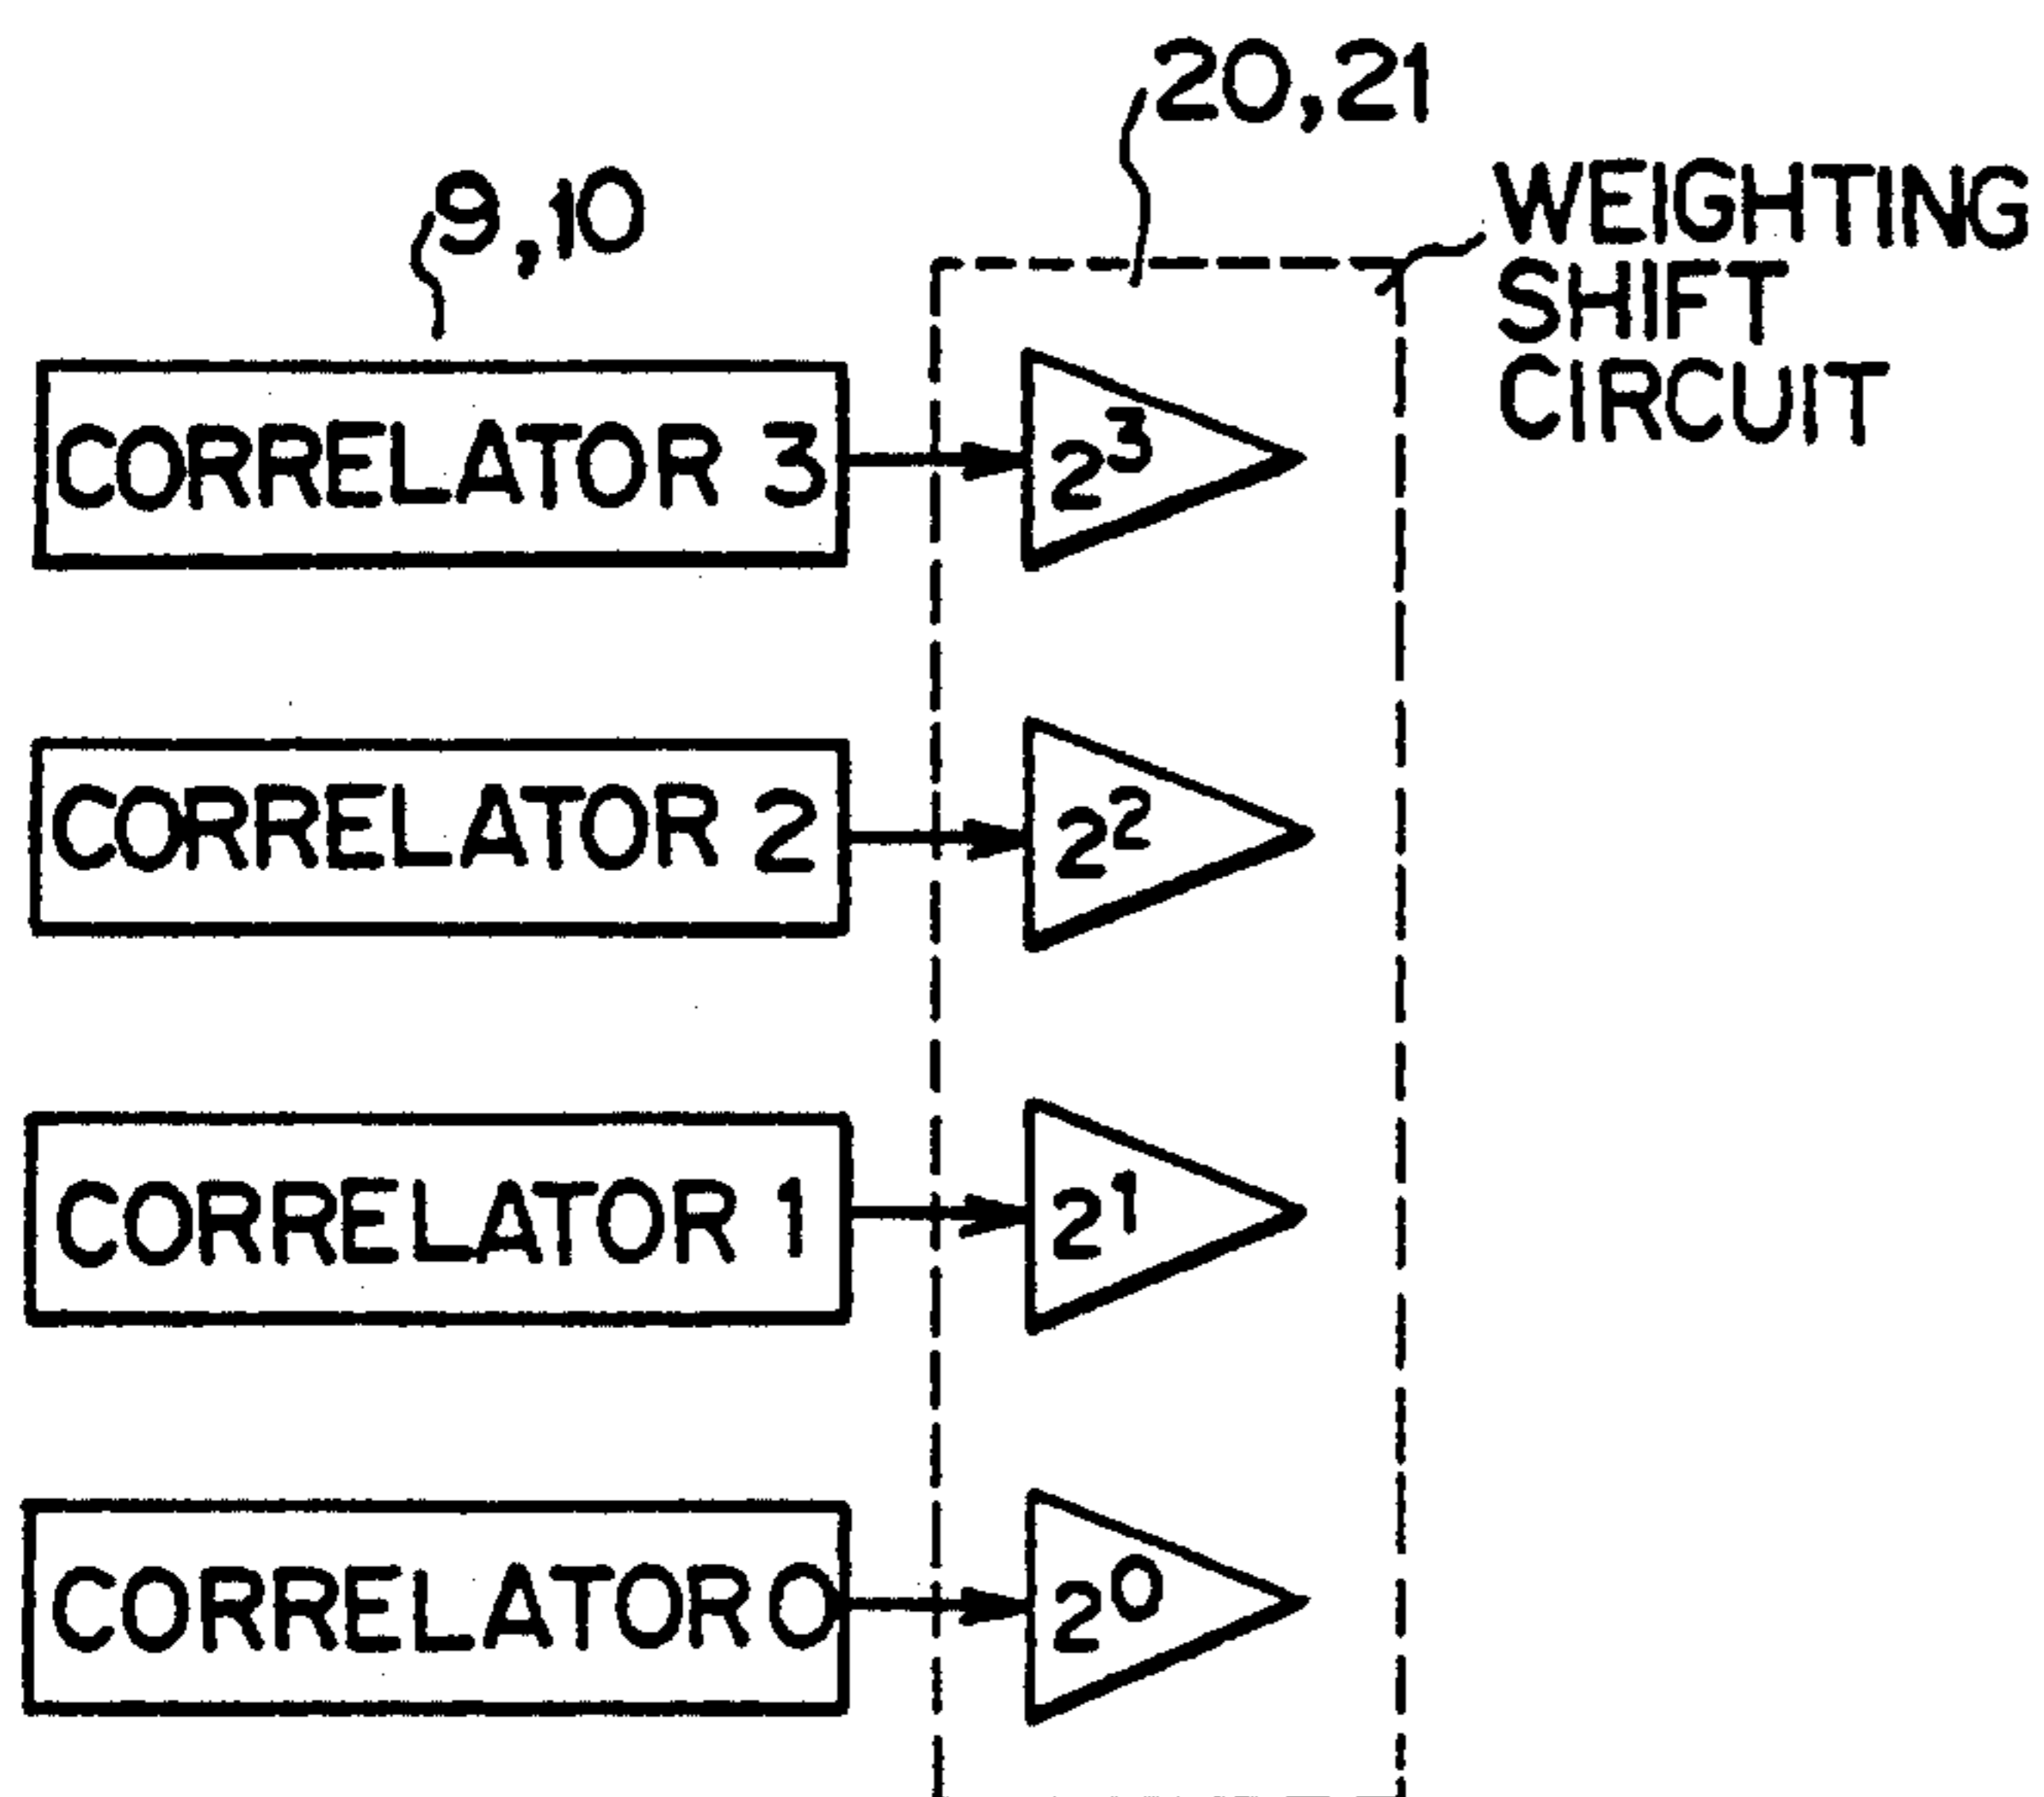 20,21
9,10
WEIGHTING
SHIFT
CIRCUIT
CORRELATOR 3
2³
CORRELATOR 2
2²
CORRELATOR 1
2¹
CORRELATOR 0
2⁰